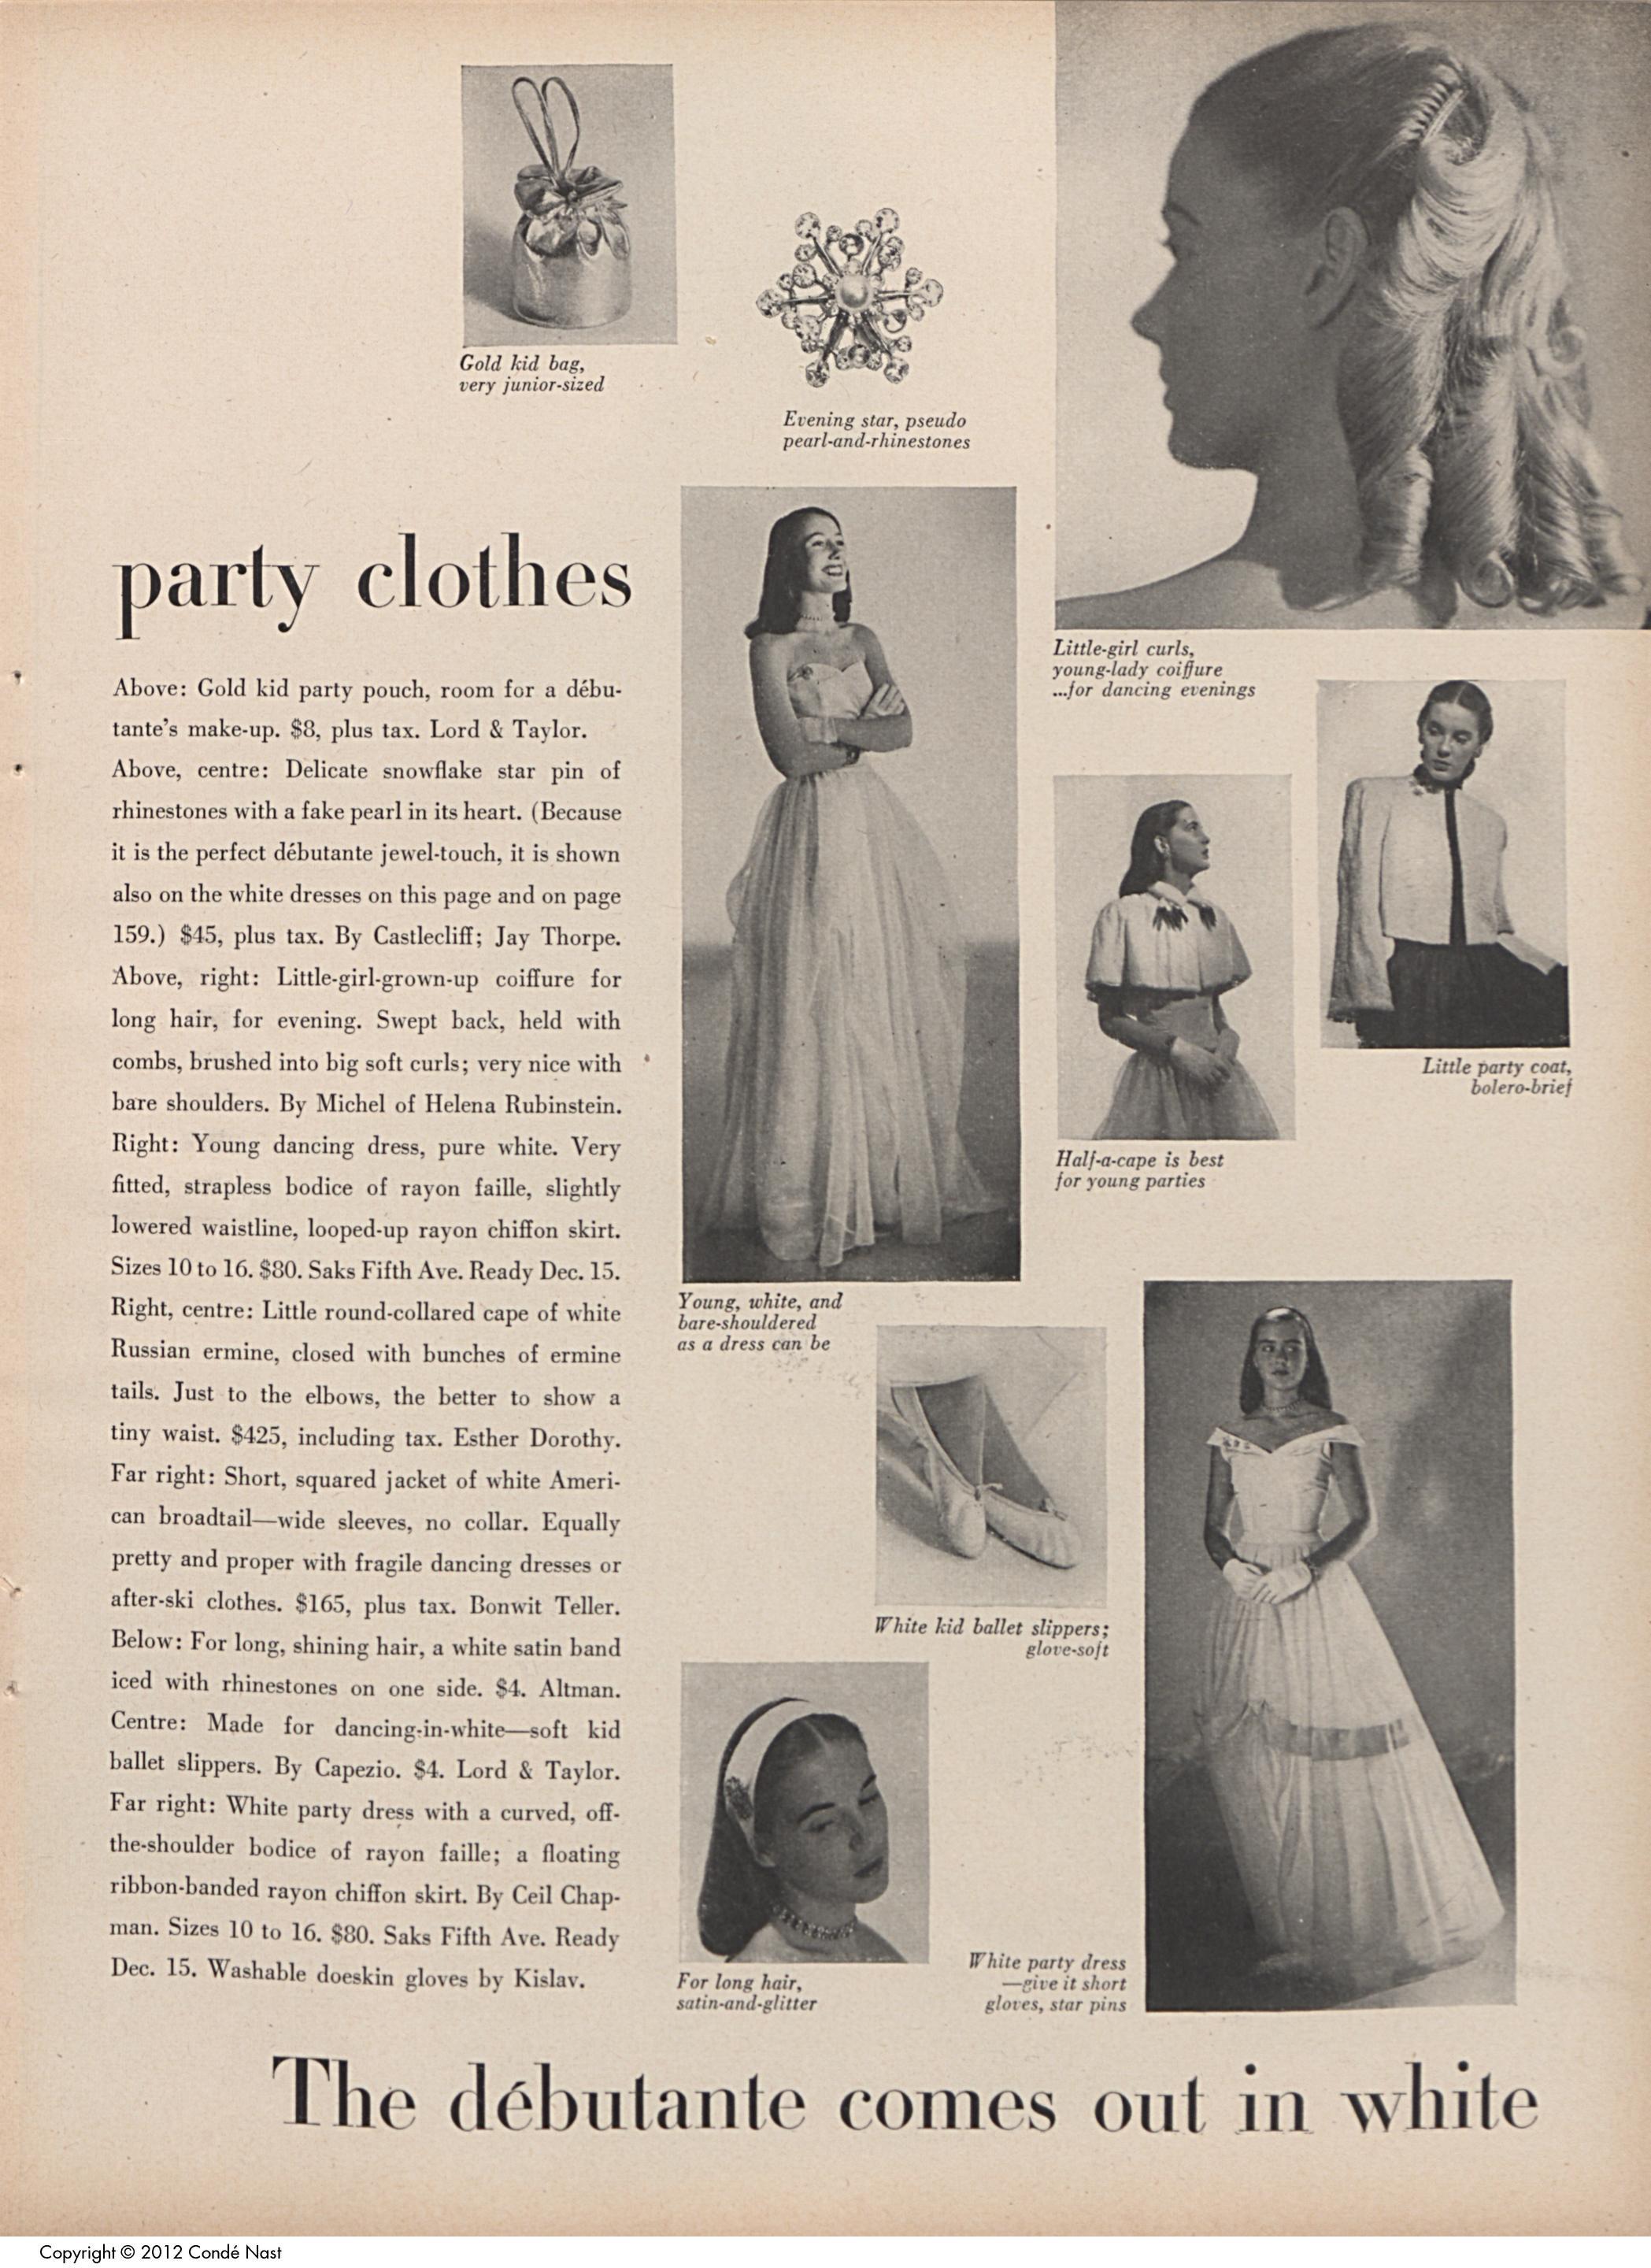 Gold kid bag,
very junior-sized
Evening star, pseudo
pearl-and-rhinestones
party clothes
Above: Gold kid party pouch, room for a débu-
tante's make-up. $8, plus tax. Lord & Taylor.
Above, centre: Delicate snowflake star pin of
rhinestones with a fake pearl in its heart. (Because
it is the perfect débutante jewel-touch, it is shown
also on the white dresses on this page and on page
159.) $45, plus tax. By Castlecliff; Jay Thorpe.
Above, right: Little-girl-grown-up coiffure for
long hair, for evening. Swept back, held with
combs, brushed into big soft curls; very nice with
bare shoulders. By Michel of Helena Rubinstein.
Right: Young dancing dress, pure white. Very
fitted, strapless bodice of rayon faille, slightly
lowered waistline, looped-up rayon chiffon skirt.
Sizes 10 to 16. $80. Saks Fifth Ave. Ready Dec. 15.
Right, centre: Little round-collared cape of white
Russian ermine, closed with bunches of ermine
tails. Just to the elbows, the better to show a
tiny waist. $425, including tax. Esther Dorothy.
Far right: Short, squared jacket of white Ameri-
can broadtail—wide sleeves, no collar. Equally
pretty and proper with fragile dancing dresses or
after-ski clothes. $165, plus tax. Bonwit Teller.
Below: For long, shining hair, a white satin band
iced with rhinestones on one side. $4. Altman.
Centre: Made for dancing-in-white—soft kid
ballet slippers. By Capezio. $4. Lord & Taylor.
Far right: White party dress with a curved, off-
the-shoulder bodice of rayon faille; a floating
ribbon-banded rayon chiffon skirt. By Ceil Chap-
man. Sizes 10 to 16. $80. Saks Fifth Ave. Ready
Dec. 15. Washable doeskin gloves by Kislav.
Little-girl curls,
young-lady coiffure
...for dancing evenings
Little party coat,
bolero-brief
Half-a-cape is best
for young parties
Young, white, and
bare-shouldered
as a dress can be
White kid ballet slippers;
glove-soft
For long hair,
satin-and-glitter
White party dress
—give it short
gloves, star pins
The débutante comes out in white
Copyright © 2012 Condé Nast